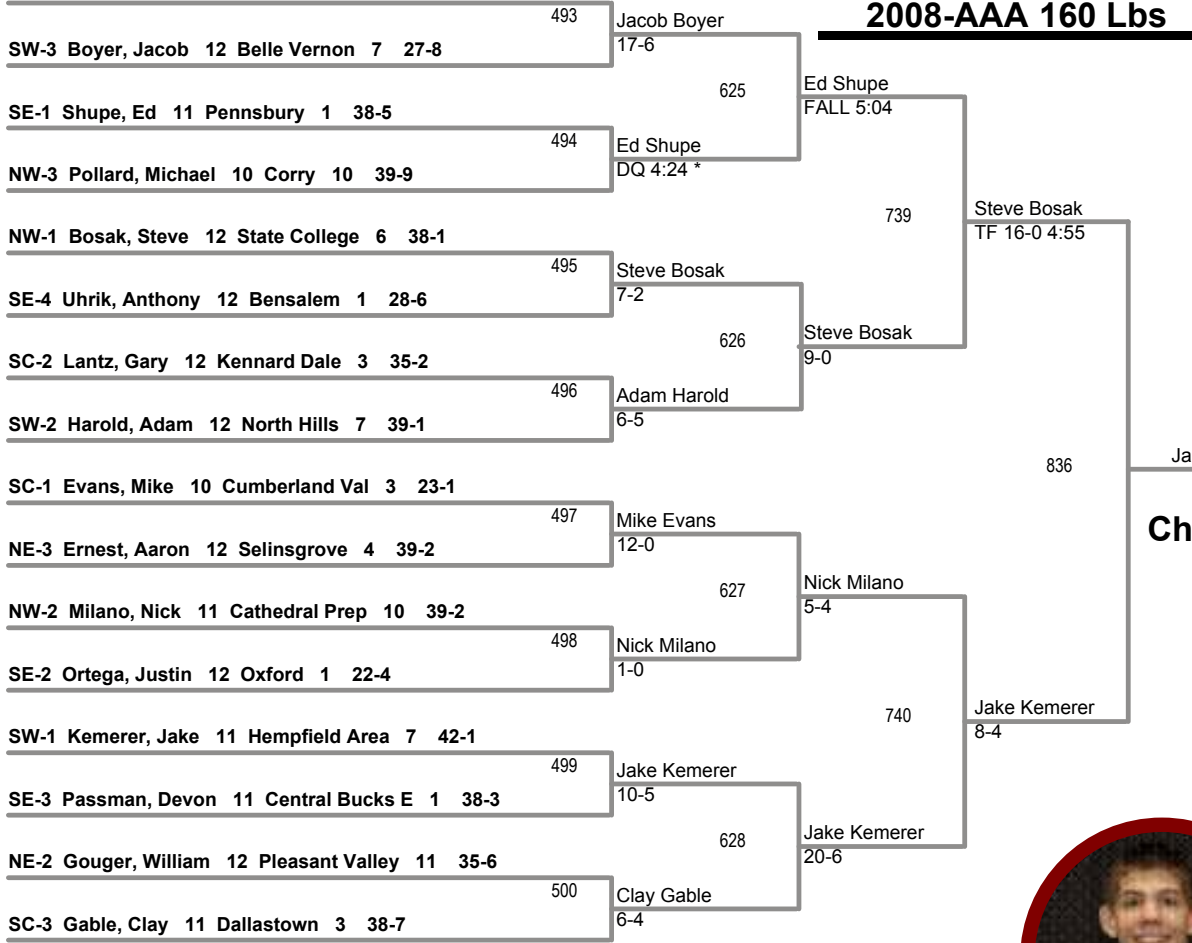 2008-AAA 160 Lbs
493
Jacob Boyer
SW-3 Boyer, Jacob 12 Belle Vernon 7 27-8
17-6
625
Ed Shupe
SE-1 Shupe, Ed 11 Pennsbury 1 38-5
FALL 5:04
494
Ed Shupe
NW-3 Pollard, Michael 10 Corry 10 39-9
DQ 4:24 *
739
Steve Bosak
NW-1 Bosak, Steve 12 State College 6 38-1
TF 16-0 4:55
495
Steve Bosak
SE-4 Uhrik, Anthony 12 Bensalem 1 28-6
7-2
626
Steve Bosak
SC-2 Lantz, Gary 12 Kennard Dale 3 35-2
9-0
496
Adam Harold
SW-2 Harold, Adam 12 North Hills 7 39-1
6-5
836
Ja
SC-1 Evans, Mike 10 Cumberland Val 3 23-1
497
Mike Evans
Ch
NE-3 Ernest, Aaron 12 Selinsgrove 4 39-2
12-0
627
Nick Milano
NW-2 Milano, Nick 11 Cathedral Prep 10 39-2
5-4
498
Nick Milano
SE-2 Ortega, Justin 12 Oxford 1 22-4
1-0
740
Jake Kemerer
SW-1 Kemerer, Jake 11 Hempfield Area 7 42-1
8-4
499
Jake Kemerer
SE-3 Passman, Devon 11 Central Bucks E 1 38-3
10-5
628
Jake Kemerer
NE-2 Gouger, William 12 Pleasant Valley 11 35-6
20-6
500
Clay Gable
SC-3 Gable, Clay 11 Dallastown 3 38-7
6-4